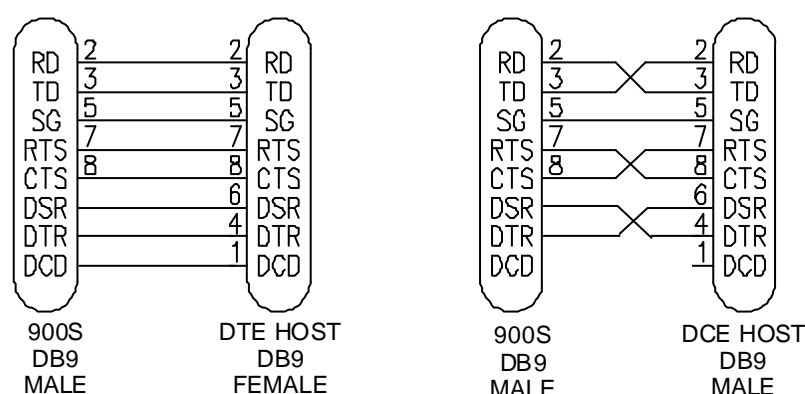 RD 2 2 RD
TD 3 3 TD
SG 5 5 SG
RTS 7 7 RTS
CTS 8 8 CTS
DSR 6 DSR
DTR 4 DTR
DCD 1 DCD
900S
DB9
MALE
DTE HOST
DB9
FEMALE
RD 2 2 RD
TD 3 3 TD
SG 5 5 SG
RTS 7 7 RTS
CTS 8 8 CTS
DSR 6 DSR
DTR 4 DTR
DCD 1 DCD
900S
DB9
MALE
DCE HOST
DB9
MALE